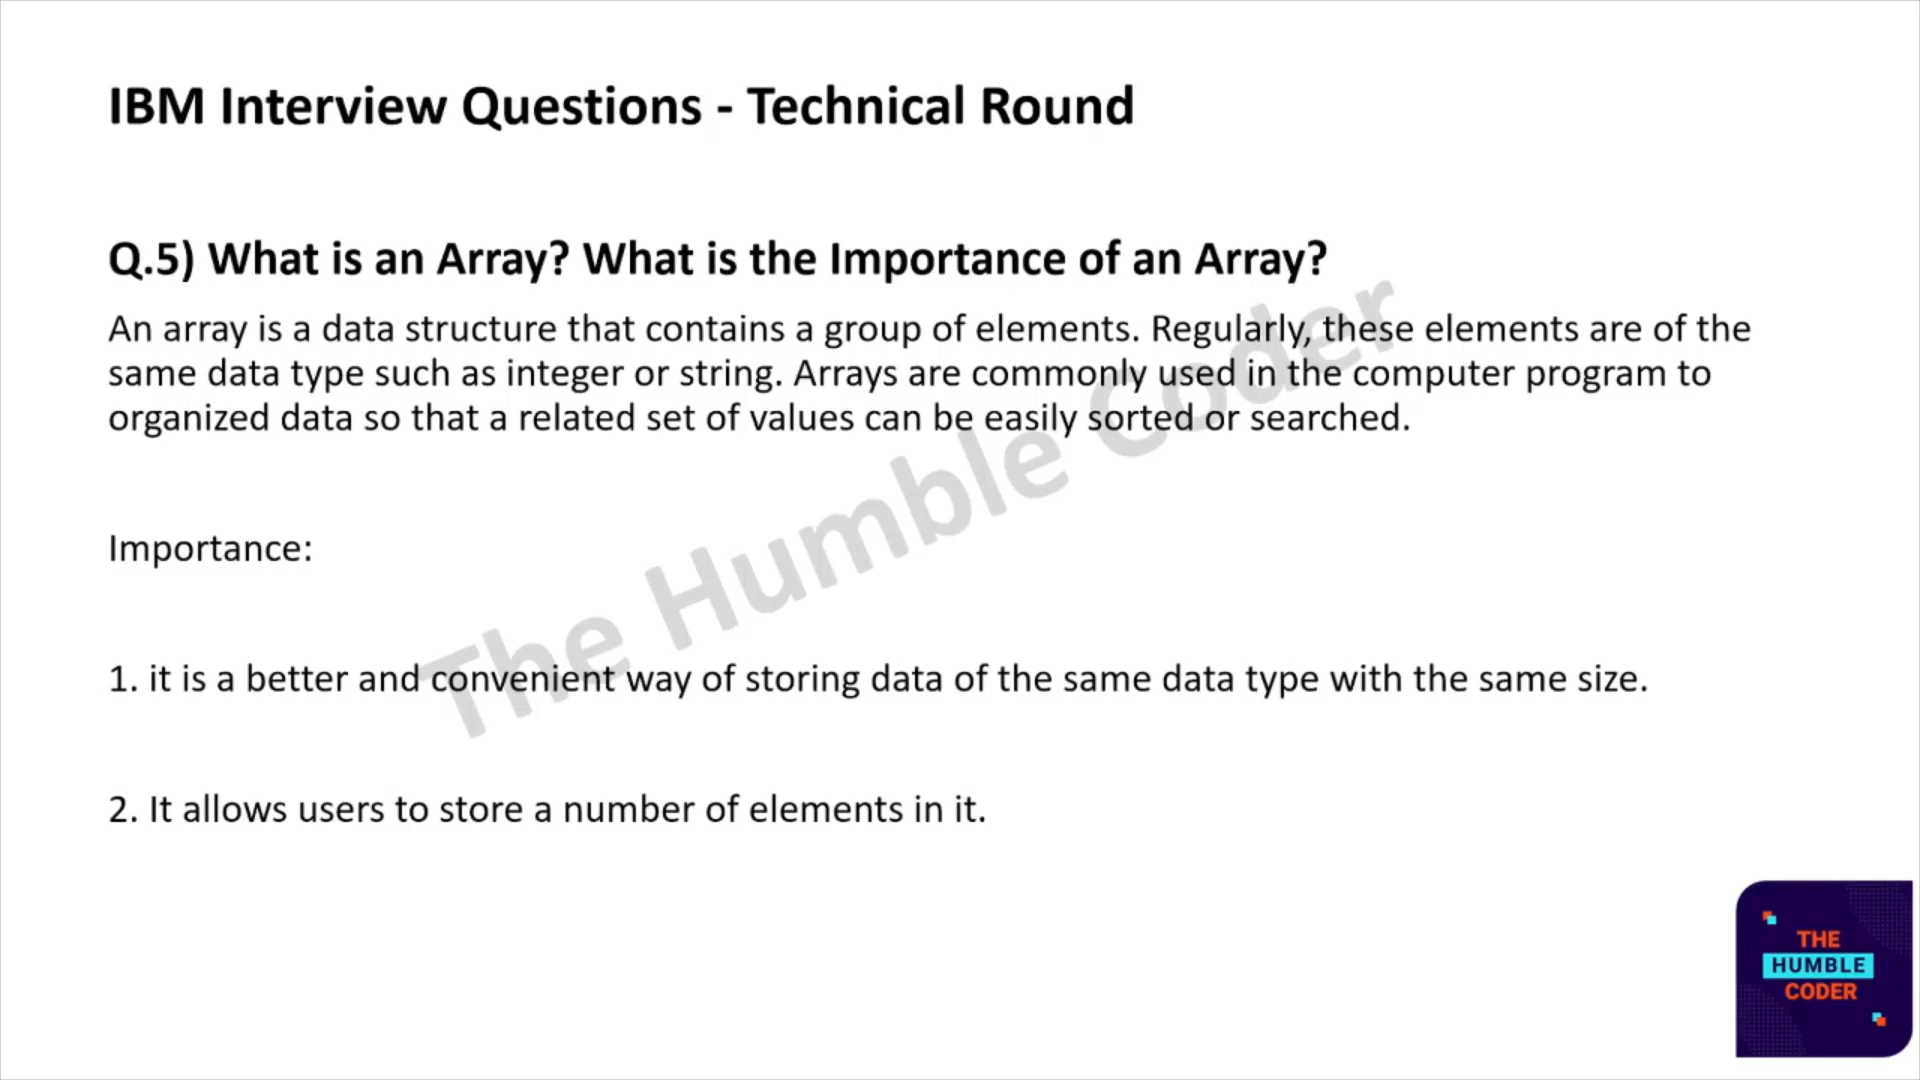 IBM Interview Questions - Technical Round
Q.5) What is an Array? What is the Importance of an Array?
An array is a data structure that contains a group of elements. Regularly, these elements are of the
same data type such as integer or string. Arrays are commonly used in the computer program to
organized data so that a related set of values can be easily sorted or searched.
The Humble Coder
Importance:
1. it is a better and convenient way of storing data of the same data type with the same size.
2. It allows users to store a number of elements in it.
THE
HUMBLE
CODER